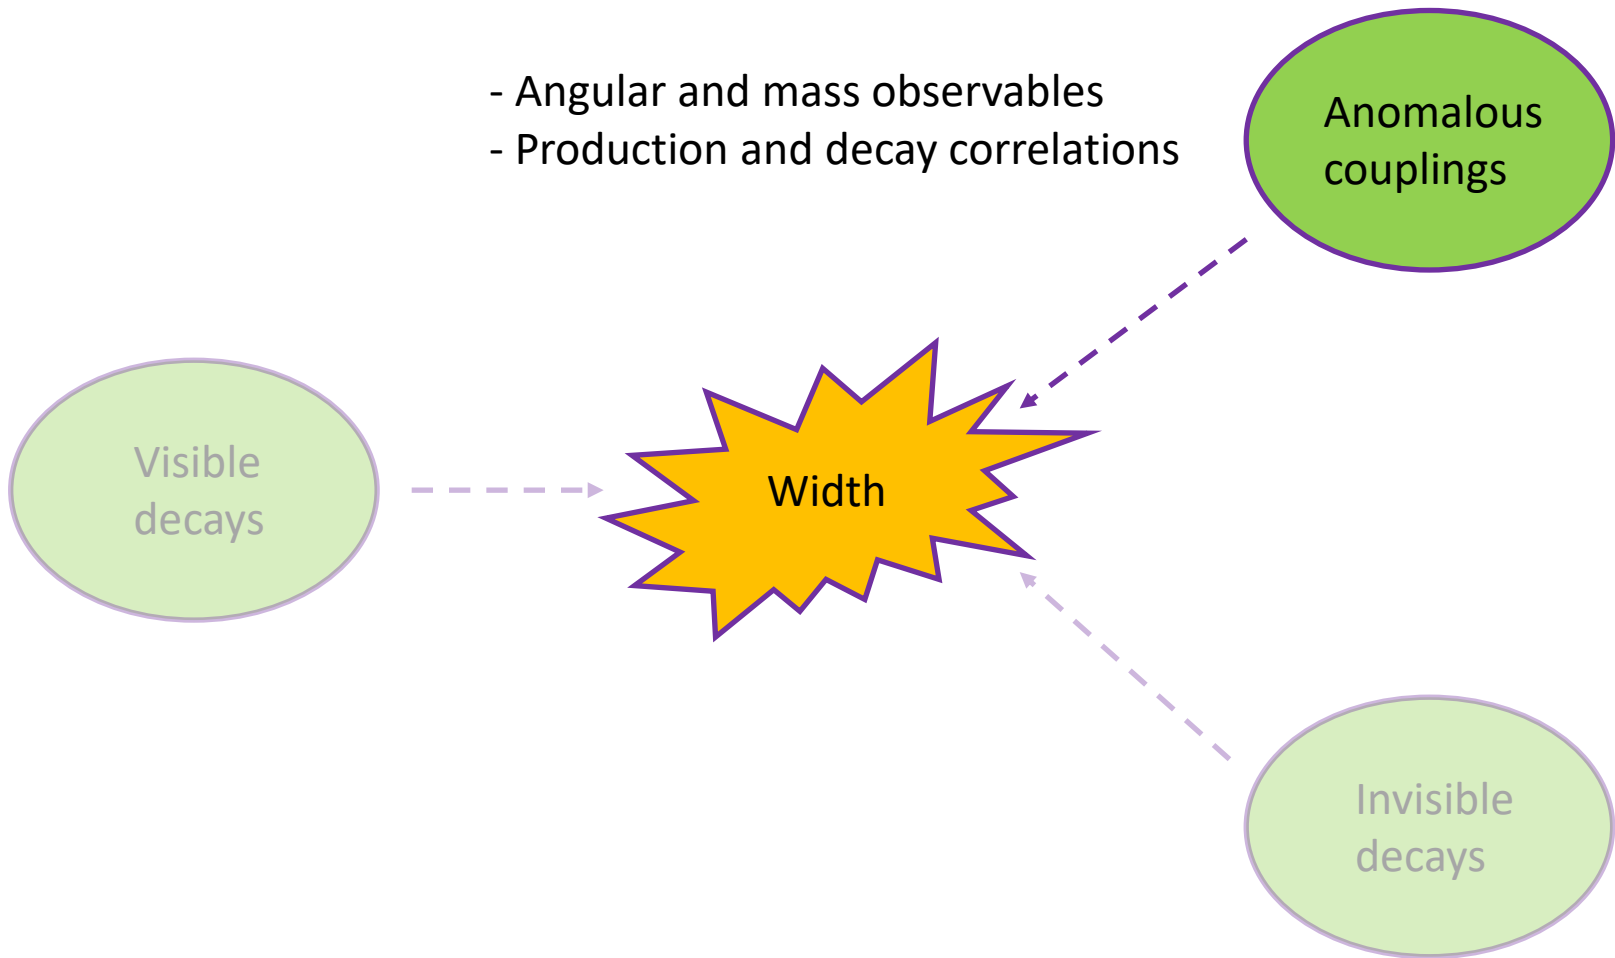 - Angular and mass observables
- Production and decay correlations
Anomalous
couplings
Visible
decays
Width
Invisible
decays